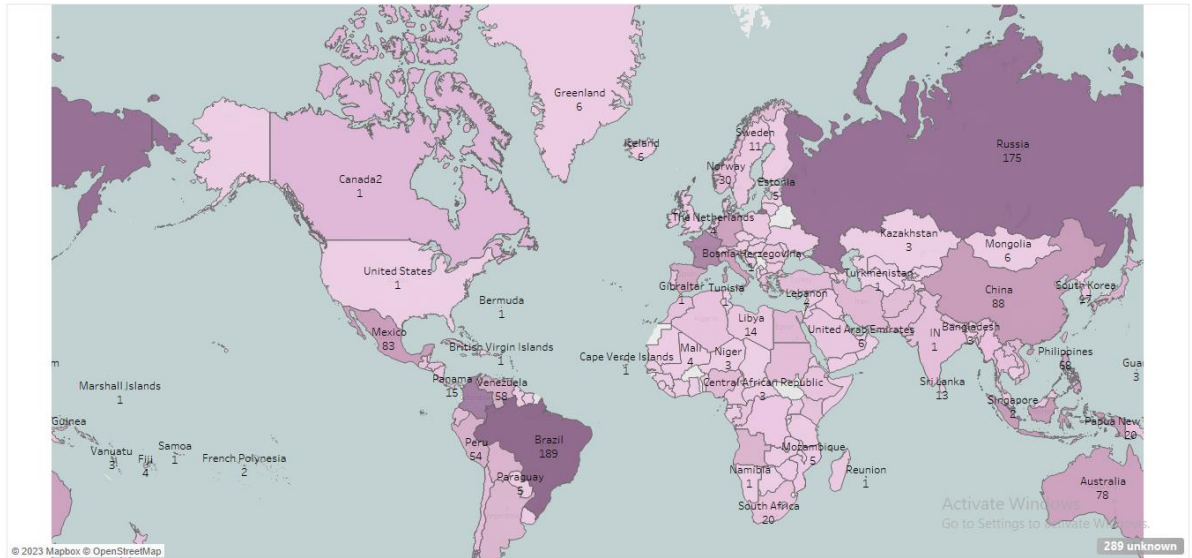 Greenland
6
Iceland
6
Sweden
11
Norway
30
Russia
175
Canada2
1
Estonia
5
The Netherlands
4
Kazakhstan
3
Mongolia
6
Bosnia-Herzegovina
1
United States
1
Turkmenistan
1
China
88
South Korea
27
Gibraltar
1
Tunisia
1
Lebanon
7
Bermuda
1
Mexico
83
Libya
14
United Arab Emirates
6
IN
1
Bangladesh
3
British Virgin Islands
1
Mali
4
Niger
3
Cape Verde Islands
1
Philippines
68
m
Gua
3
Marshall Islands
1
Panama
15
Venezuela
58
Central African Republic
3
Sri Lanka
13
Singapore
2
Guinea
Papua New
20
Samoa
1
Vanuatu
3
Fiji
4
French Polynesia
2
Peru
54
Brazil
189
Mozambique
5
Paraguay
5
Namibia
1
Reunion
1
Australia
78
South Africa
20
Activate Windows
Go to Settings to activate Windows.
289 unknown
© 2023 Mapbox © OpenStreetMap